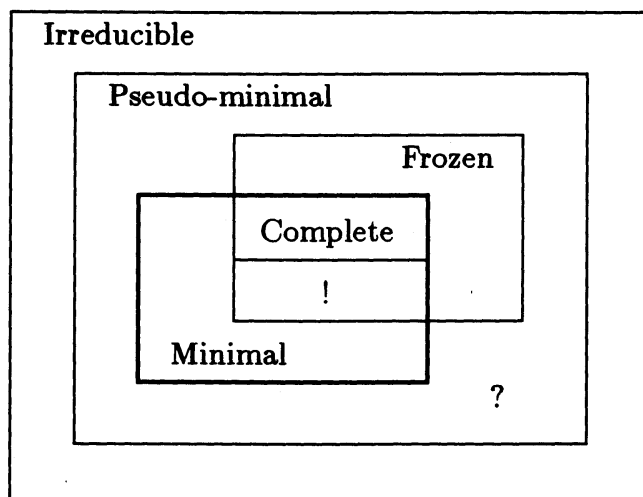 Irreducible
Pseudo-minimal
Frozen
Complete
!
Minimal
?